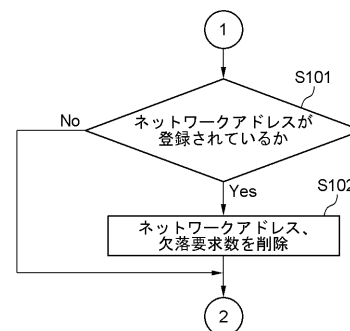 1
S101
ネットワークアドレスが
登録されているか
No
Yes
S102
ネットワークアドレス、
欠落要求数を削除
2